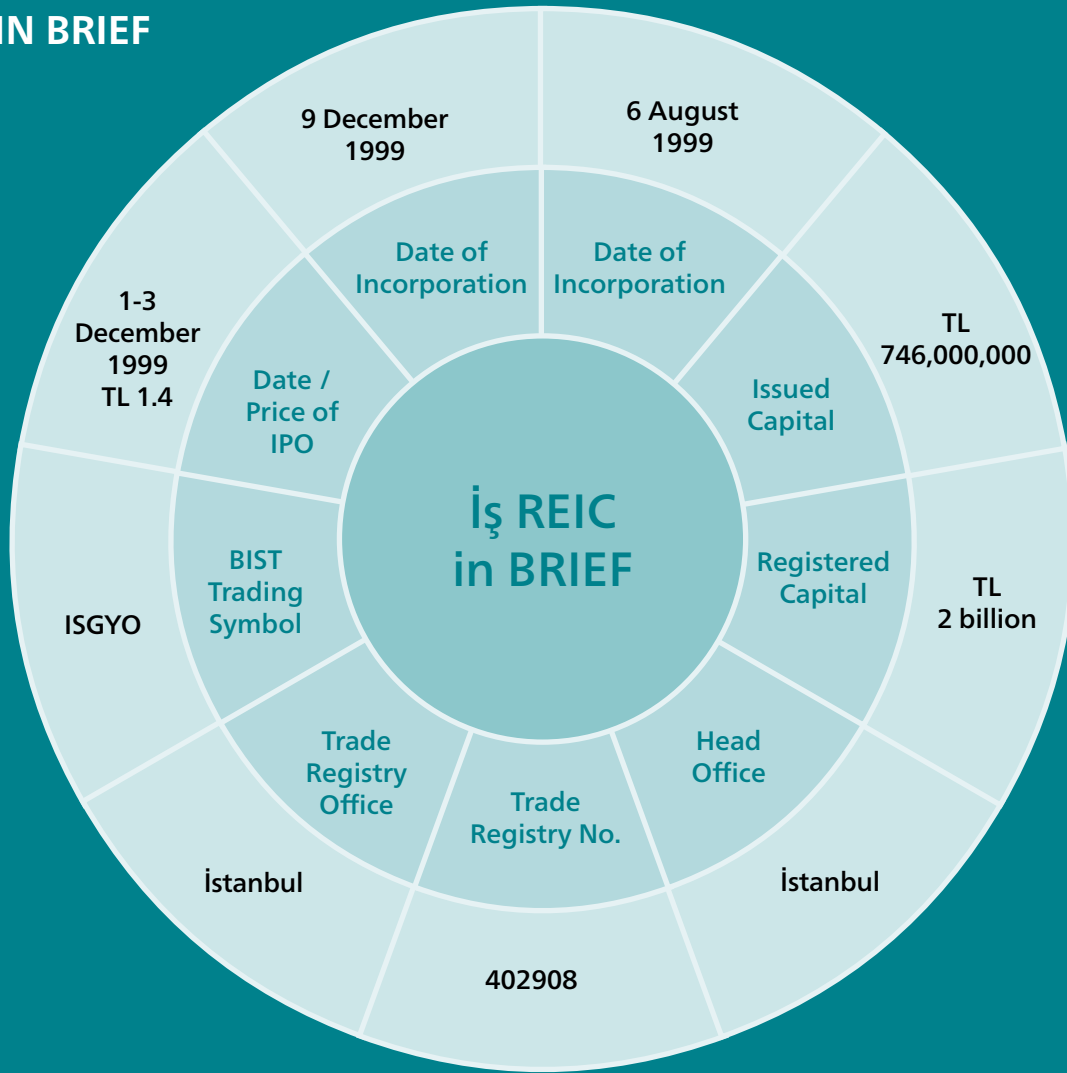 IN BRIEF
9 December
1999
6 August
1999
Date of
Incorporation
Date of
Incorporation
1-3
December
1999
TL 1.4
Date /
Price of
IPO
Issued
Capital
TL
746,000,000
İş REIC
in BRIEF
BIST
Trading
Symbol
ISGYO
Registered
Capital
TL
2 billion
Trade
Registry
Office
İstanbul
Trade
Registry No.
402908
Head
Office
İstanbul